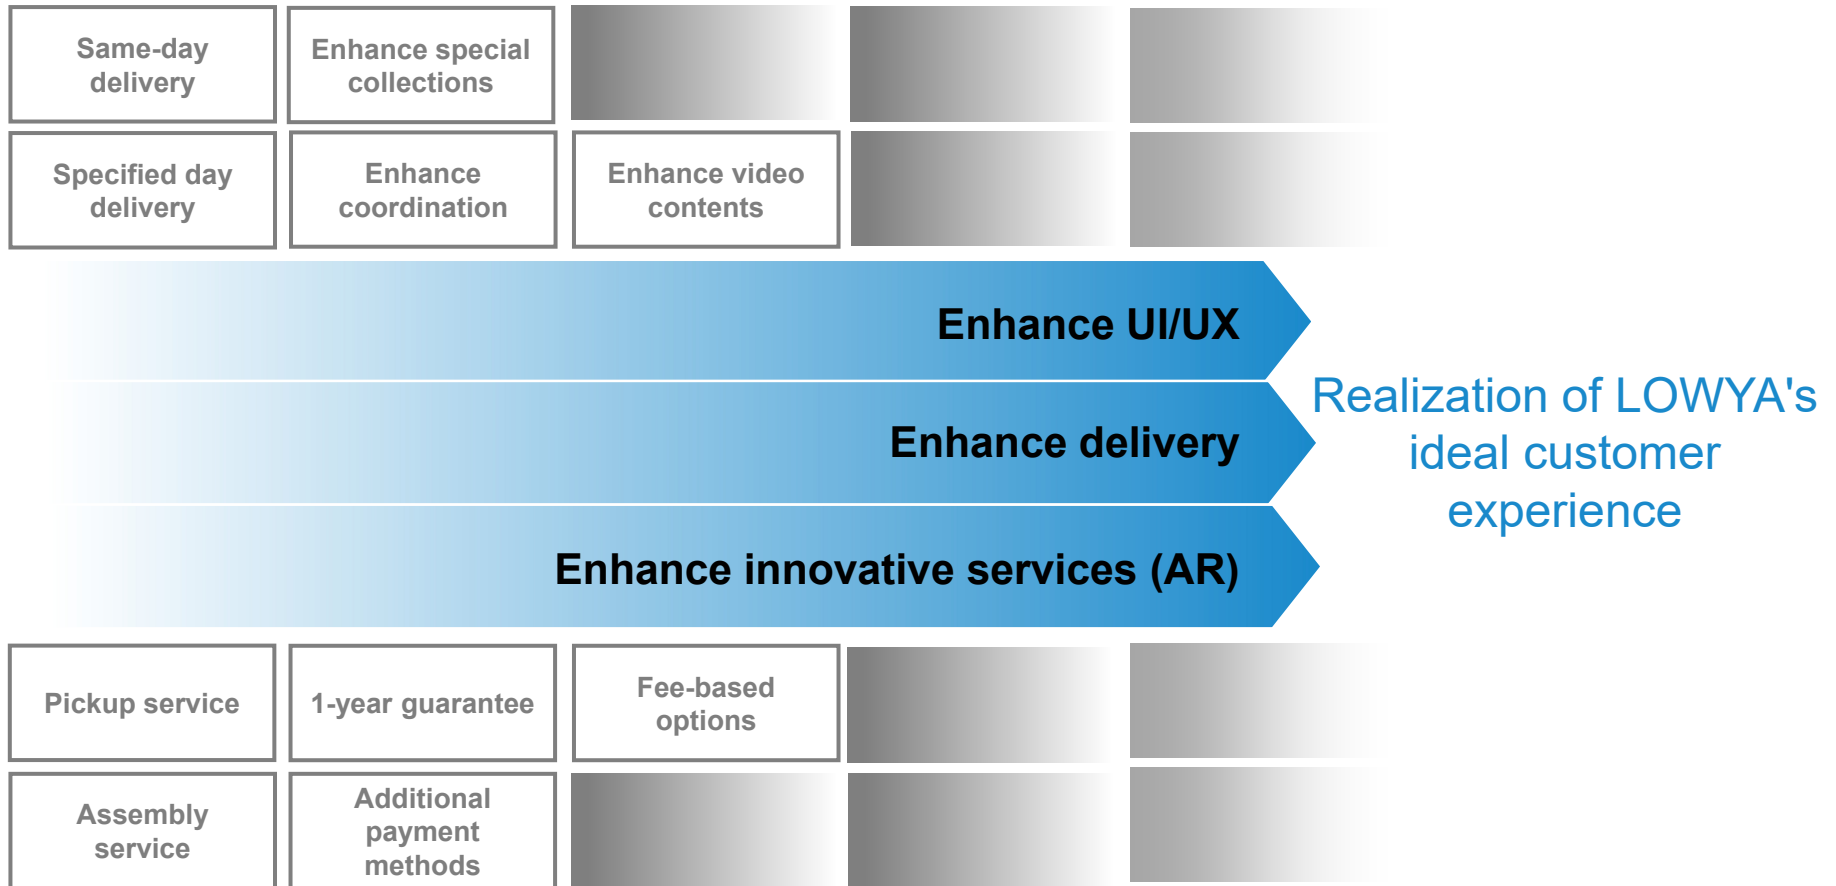 Same-day
delivery
Enhance special
collections
Specified day
delivery
Enhance
coordination
Enhance video
contents
Enhance UI/UX
Enhance delivery
Enhance innovative services (AR)
Realization of LOWYA's
ideal customer
experience
Pickup service
1-year guarantee
Fee-based
options
Assembly
service
Additional
payment
methods